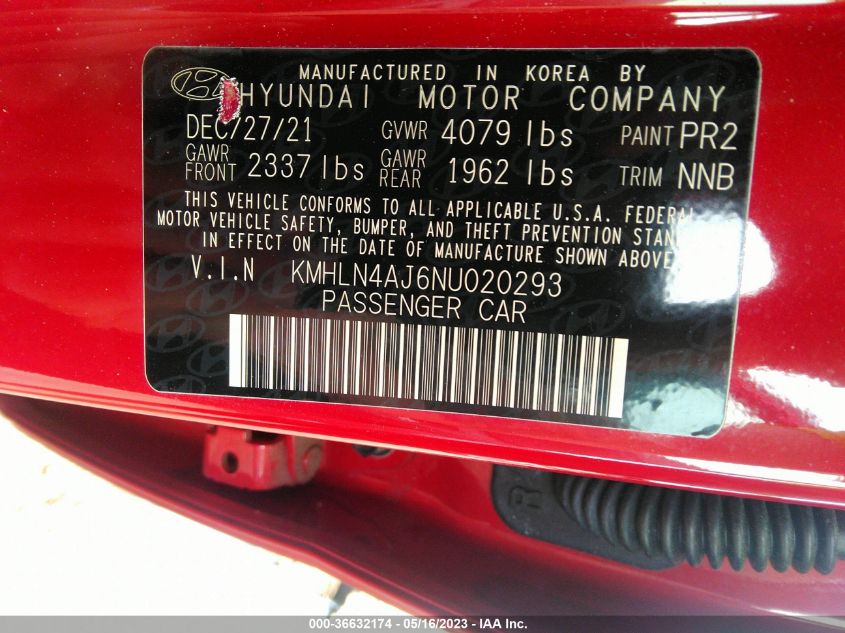 MANUFACTURED IN KOREA BY
HYUNDAI MOTOR COMPANY
DEC/27/21 GVWR 4079 lbs PAINT PR2
GAWR FRONT 2337 lbs GAWR REAR 1962 lbs TRIM NNB
THIS VEHICLE CONFORMS TO ALL APPLICABLE U.S.A. FEDERAL
MOTOR VEHICLE SAFETY, BUMPER, AND THEFT PREVENTION STAN
IN EFFECT ON THE DATE OF MANUFACTURE SHOWN ABOVE
V.I.N KMHLN4AJ6NU020293
PASSENGER CAR
R
000-36632174 - 05/16/2023 - IAA Inc.